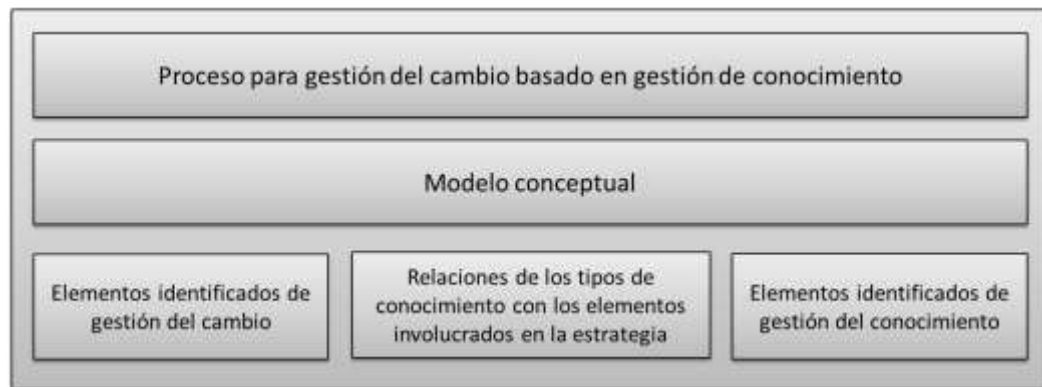 Proceso para gestión del cambio basado en gestión de conocimiento
Modelo conceptual
Elementos identificados de
gestión del cambio
Relaciones de los tipos de
conocimiento con los elementos
involucrados en la estrategia
Elementos identificados de
gestión del conocimiento